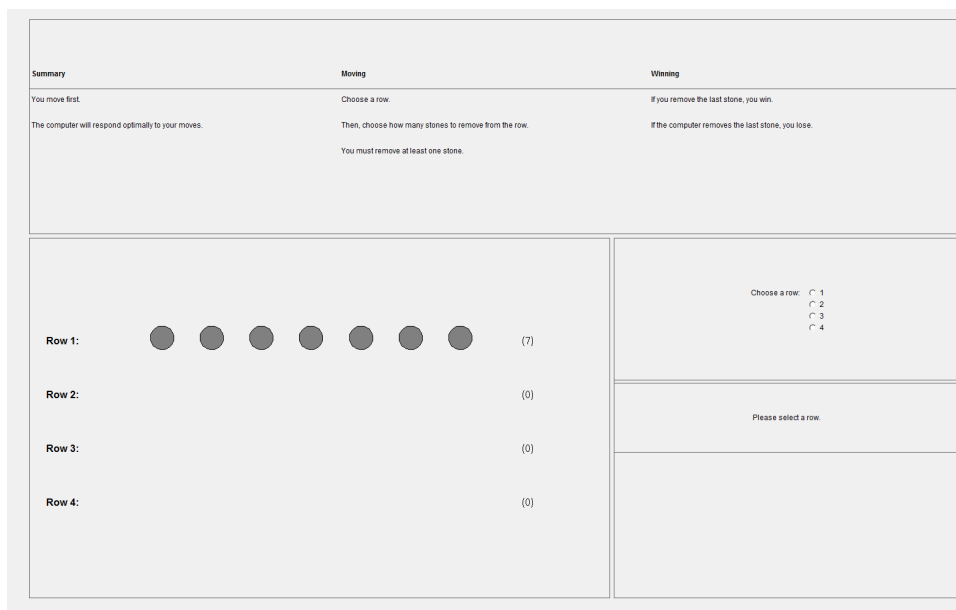 Summary
Moving
Winning
You move first.
Choose a row.
If you remove the last stone, you win.
The computer will respond optimally to your moves.
Then, choose how many stones to remove from the row.
If the computer removes the last stone, you lose.
You must remove at least one stone.
Row 1:
(7)
Row 2:
(0)
Row 3:
(0)
Row 4:
(0)
Choose a row:
1
2
3
4
Please select a row.